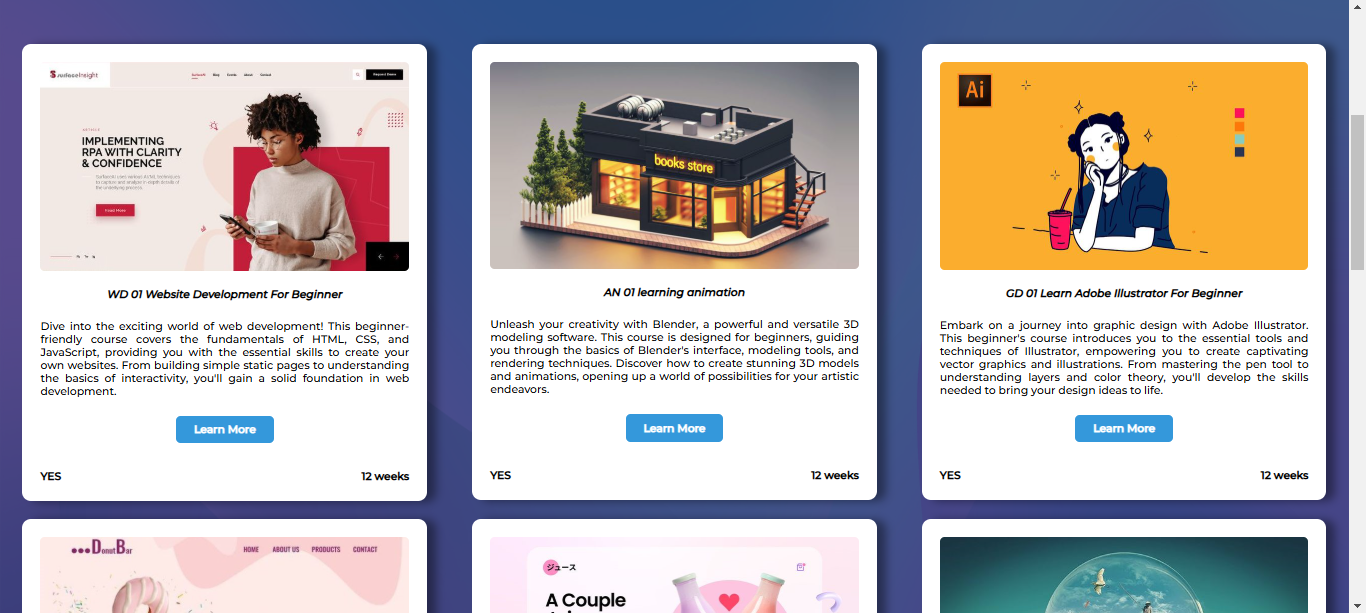 SurfaceInsight
Surfacesoft Blog Events About Contact
Request Demo
ARTICLE
IMPLEMENTING
RPA WITH CLARITY
& CONFIDENCE
Read More
books store
Ai
WD 01 Website Development For Beginner
Dive into the exciting world of web development! This beginner-
friendly course covers the fundamentals of HTML, CSS, and
JavaScript, providing you with the essential skills to create your
own websites. From building simple static pages to understanding
the basics of interactivity, you'll gain a solid foundation in web
development.
Learn More
YES
12 weeks
AN 01 learning animation
Unleash your creativity with Blender, a powerful and versatile 3D
modeling software. This course is designed for beginners, guiding
you through the basics of Blender's interface, modeling tools, and
rendering techniques. Discover how to create stunning 3D models
and animations, opening up a world of possibilities for your artistic
endeavors.
Learn More
YES
12 weeks
GD 01 Learn Adobe Illustrator For Beginner
Embark on a journey into graphic design with Adobe Illustrator.
This beginner's course introduces you to the essential tools and
techniques of Illustrator, empowering you to create captivating
vector graphics and illustrations. From mastering the pen tool to
understanding layers and color theory, you'll develop the skills
needed to bring your design ideas to life.
Learn More
YES
12 weeks
DonutBar
HOME ABOUT US PRODUCTS CONTACT
ジュース
A Couple